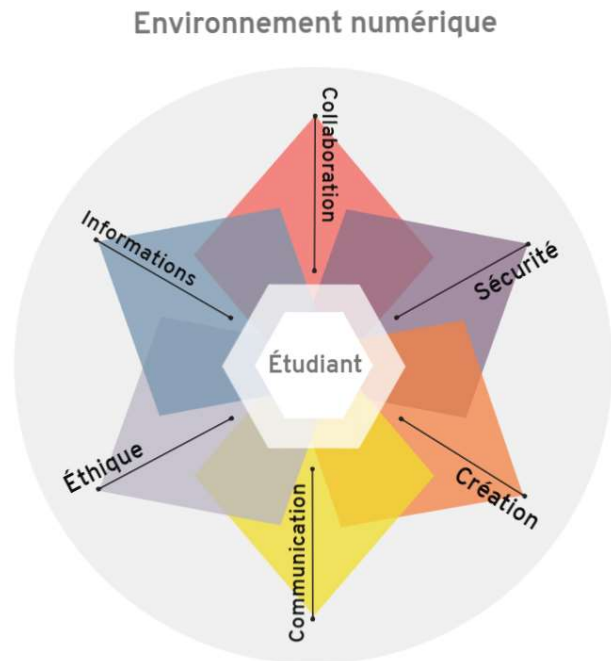 Environnement numérique
Collaboration
Informations
Sécurité
Étudiant
Éthique
Création
Communication